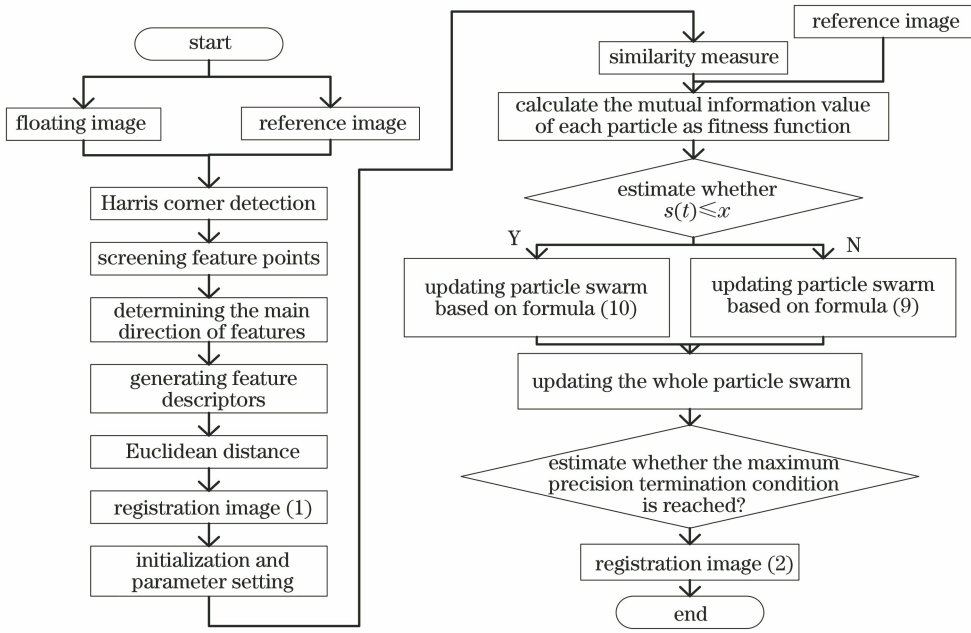 start
floating image
reference image
Harris corner detection
screening feature points
determining the main
direction of features
generating feature
descriptors
Euclidean distance
registration image (1)
initialization and
parameter setting
reference image
similarity measure
calculate the mutual information value
of each particle as fitness function
estimate whether
s(t)⩽x
Y
N
updating particle swarm
based on formula (10)
updating particle swarm
based on formula (9)
updating the whole particle swarm
estimate whether the maximum
precision termination condition
is reached?
registration image (2)
end